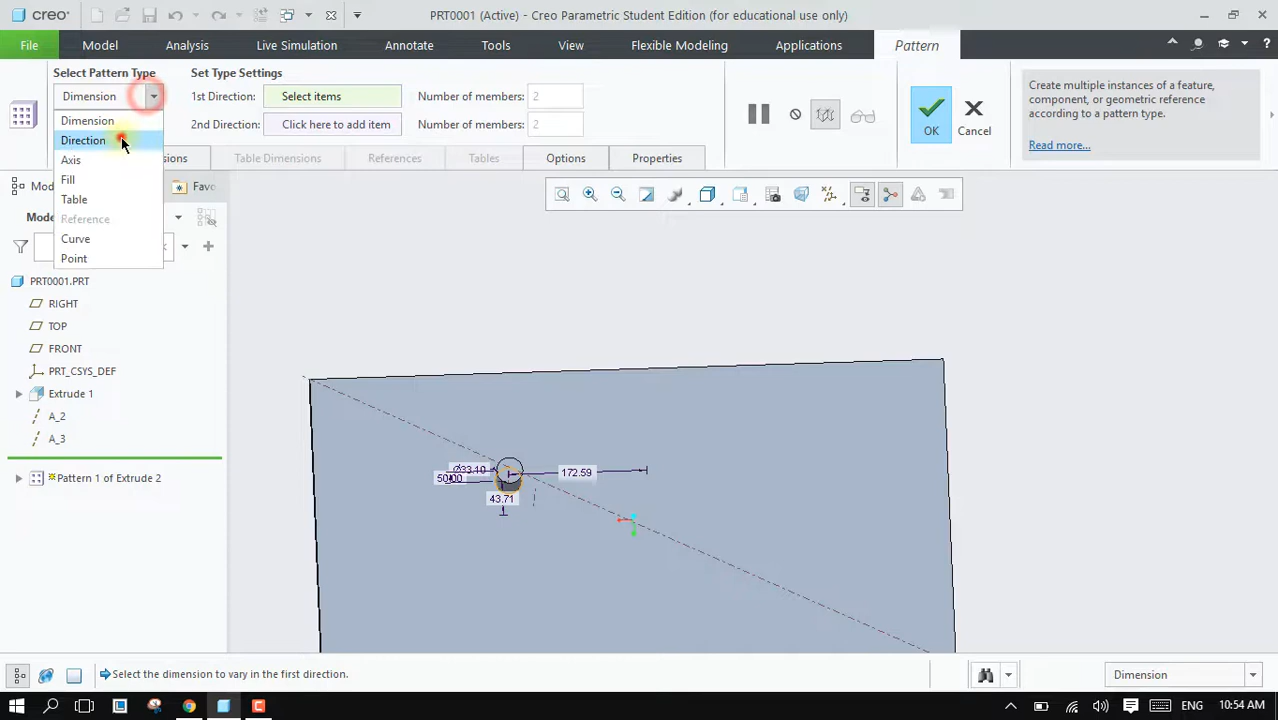 creo
PRT0001 (Active) - Creo Parametric Student Edition (for educational use only)
File
Model
Analysis
Live Simulation
Annotate
Tools
View
Flexible Modeling
Applications
Pattern
Select Pattern Type
Set Type Settings
Dimension
1st Direction:
Select items
Number of members:
2
2nd Direction:
Click here to add item
Number of members:
2
OK
Cancel
Create multiple instances of a feature,
component, or geometric reference
according to a pattern type.
Read more...
Dimension
Direction
Axis
Fill
Table
Reference
Curve
Point
Table Dimensions
References
Tables
Options
Properties
Favo
PRT0001.PRT
RIGHT
TOP
FRONT
PRT_CSYS_DEF
Extrude 1
A_2
A_3
Pattern 1 of Extrude 2
Ø33.10
50.00
172.59
43.71
Select the dimension to vary in the first direction.
Dimension
ENG
10:54 AM